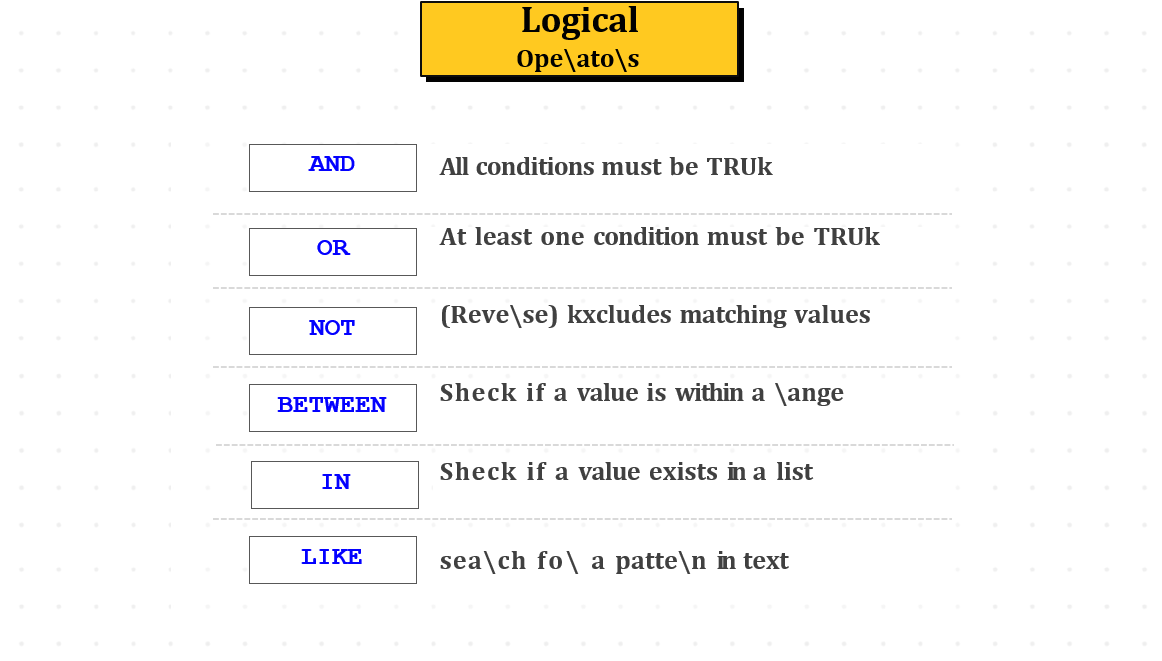 Logical
Ope\ato\s
AND
All conditions must be TRUk
OR
At least one condition must be TRUk
NOT
(Reve\se) kxcludes matching values
BETWEEN
Sheck if a value is within a \ange
IN
Sheck if a value exists in a list
LIKE
sea\ch fo\ a patte\n in text